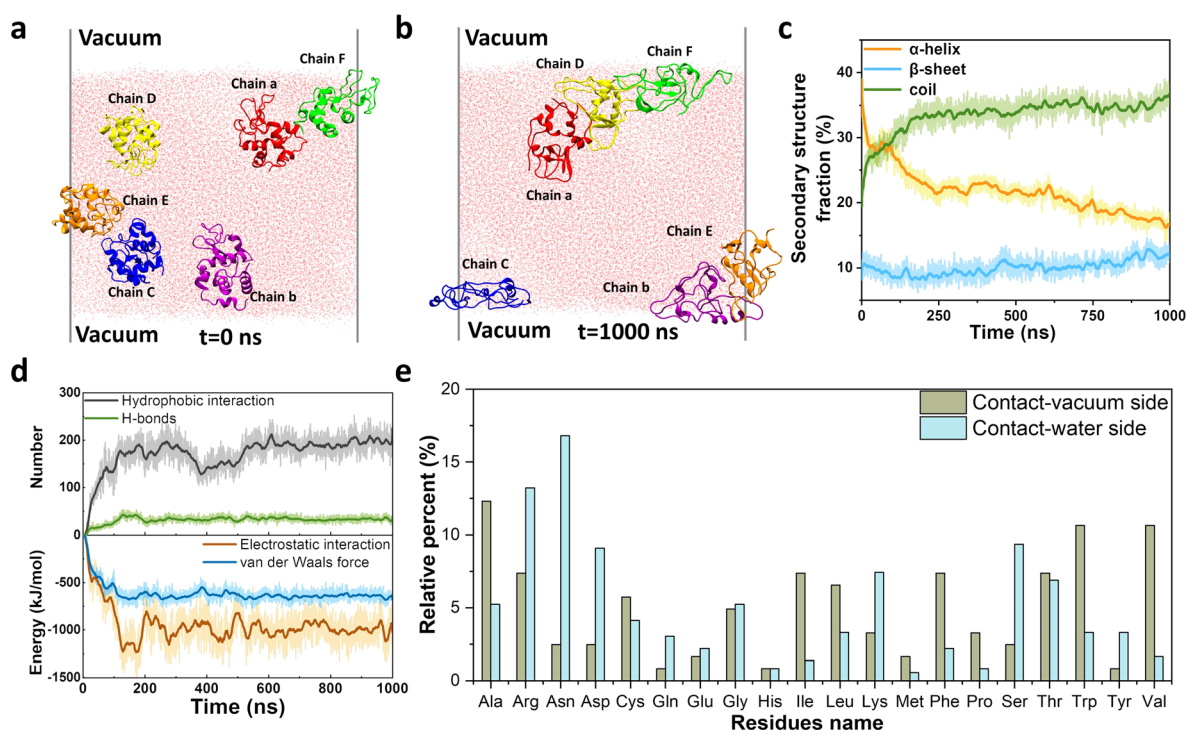 a
Vacuum
Chain F
Chain a
Chain D
Chain E
Chain C
Chain b
Vacuum
t=0 ns
b
Vacuum
Chain F
Chain D
Chain a
Chain E
Chain C
Chain b
Vacuum
t=1000 ns
c
α-helix
β-sheet
coil
Secondary structure
fraction (%)
40
30
20
10
0
250
500
750
1000
Time (ns)
d
300
200
100
0
Number
Hydrophobic interaction
H-bonds
Electrostatic interaction
van der Waals force
-500
-1000
-1500
Energy (kJ/mol)
0
200
400
600
800
1000
Time (ns)
e
20
15
10
5
0
Relative percent (%)
Contact-vacuum side
Contact-water side
Ala Arg Asn Asp Cys Gln Glu Gly His Ile Leu Lys Met Phe Pro Ser Thr Trp Tyr Val
Residues name